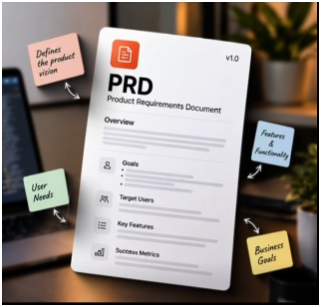 Defines
the product
vision
v1.0
PRD
Product Requirements Document
Overview
Features
&
Functionality
Goals
User
Needs
Target Users
Key Features
Business
Goals
Success Metrics